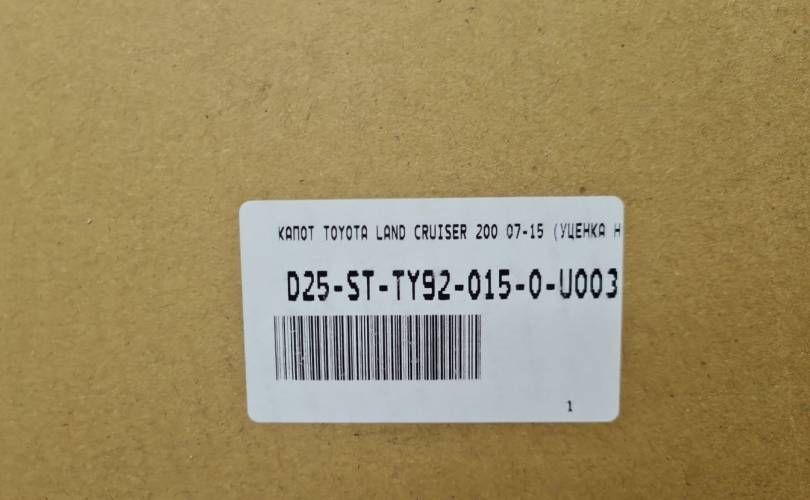 КАПОТ TOYOTA LAND CRUISER 200 07-15 (УЦЕНКА Н
D25-ST-TY92-015-0-U003
1